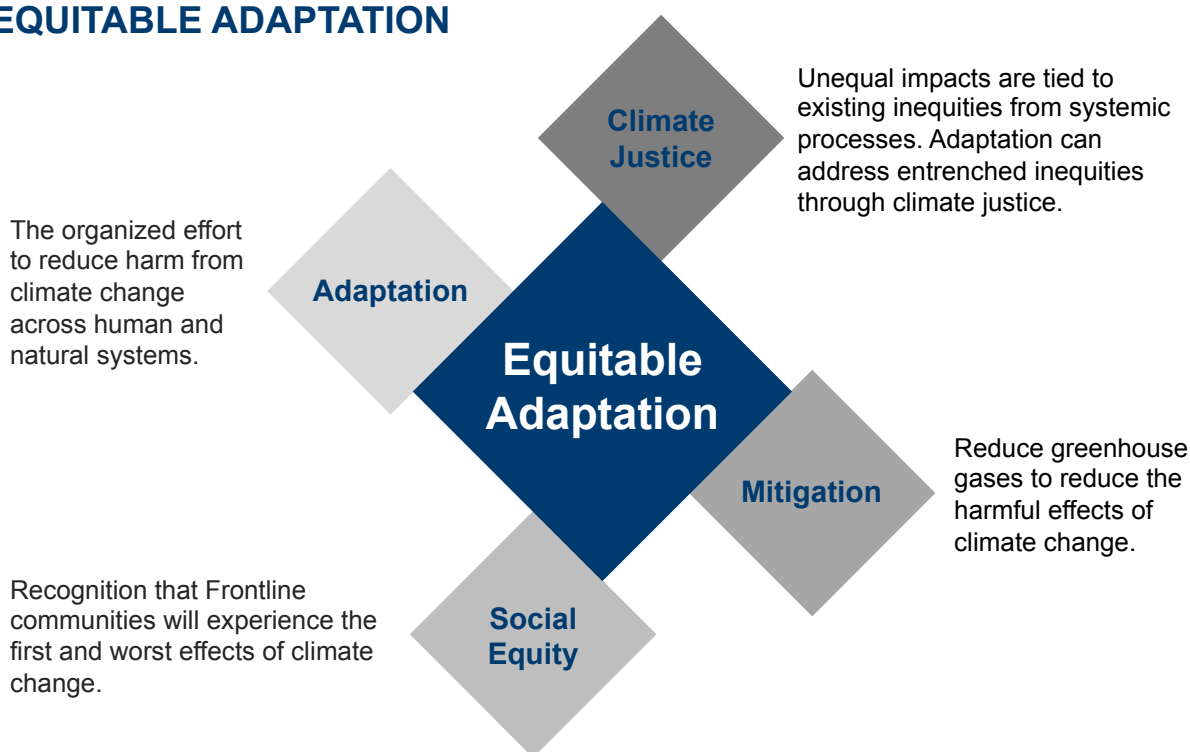 EQUITABLE ADAPTATION
Climate
Justice
Unequal impacts are tied to
existing inequities from systemic
processes. Adaptation can
address entrenched inequities
through climate justice.
The organized effort
to reduce harm from
climate change
across human and
natural systems.
Adaptation
Equitable
Adaptation
Mitigation
Reduce greenhouse
gases to reduce the
harmful effects of
climate change.
Recognition that Frontline
communities will experience the
first and worst effects of climate
change.
Social
Equity